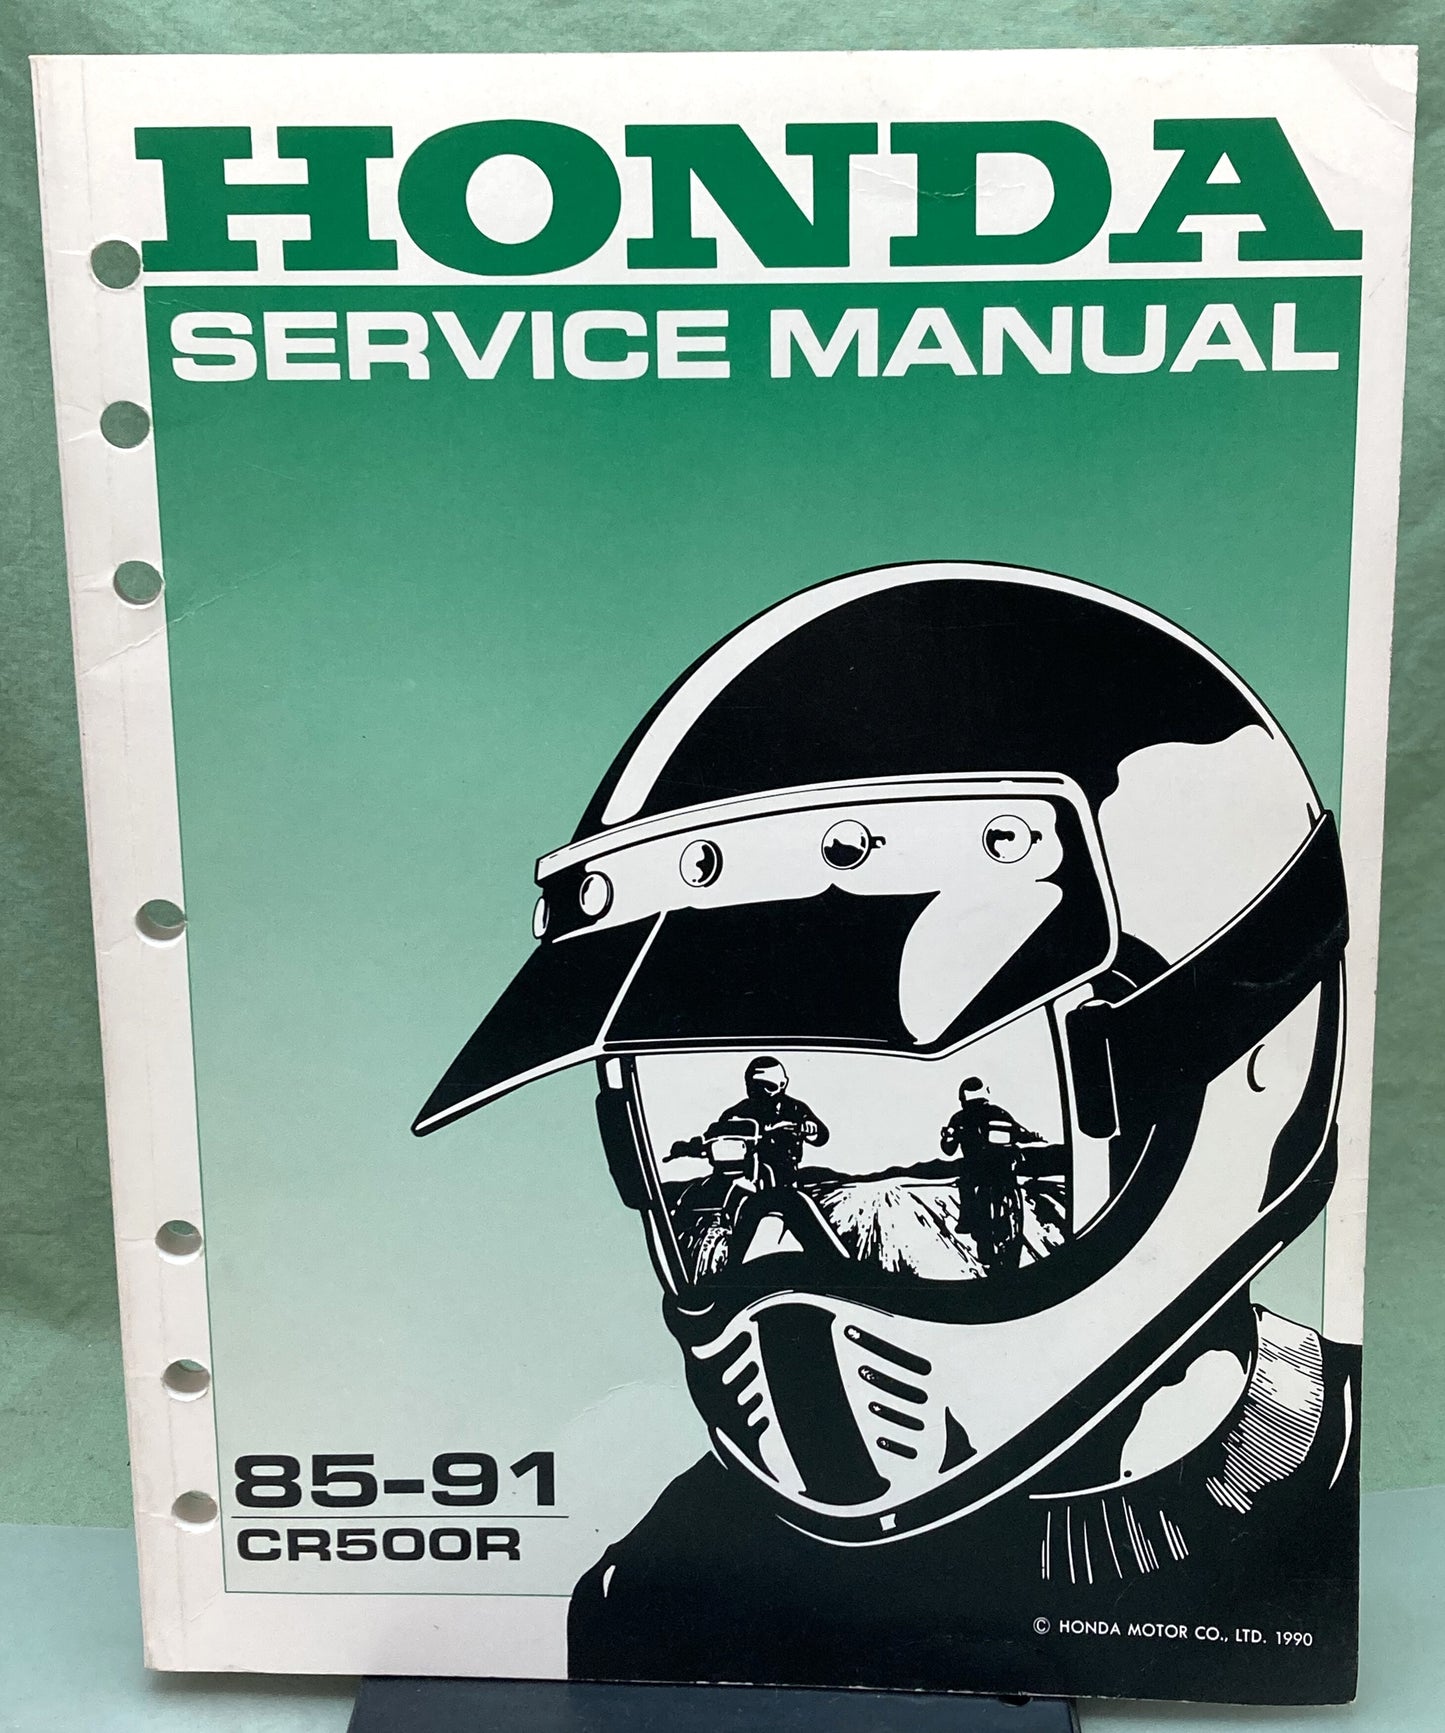 HONDA
SERVICE MANUAL
85-91
CR500R
© HONDA MOTOR CO., LTD. 1990